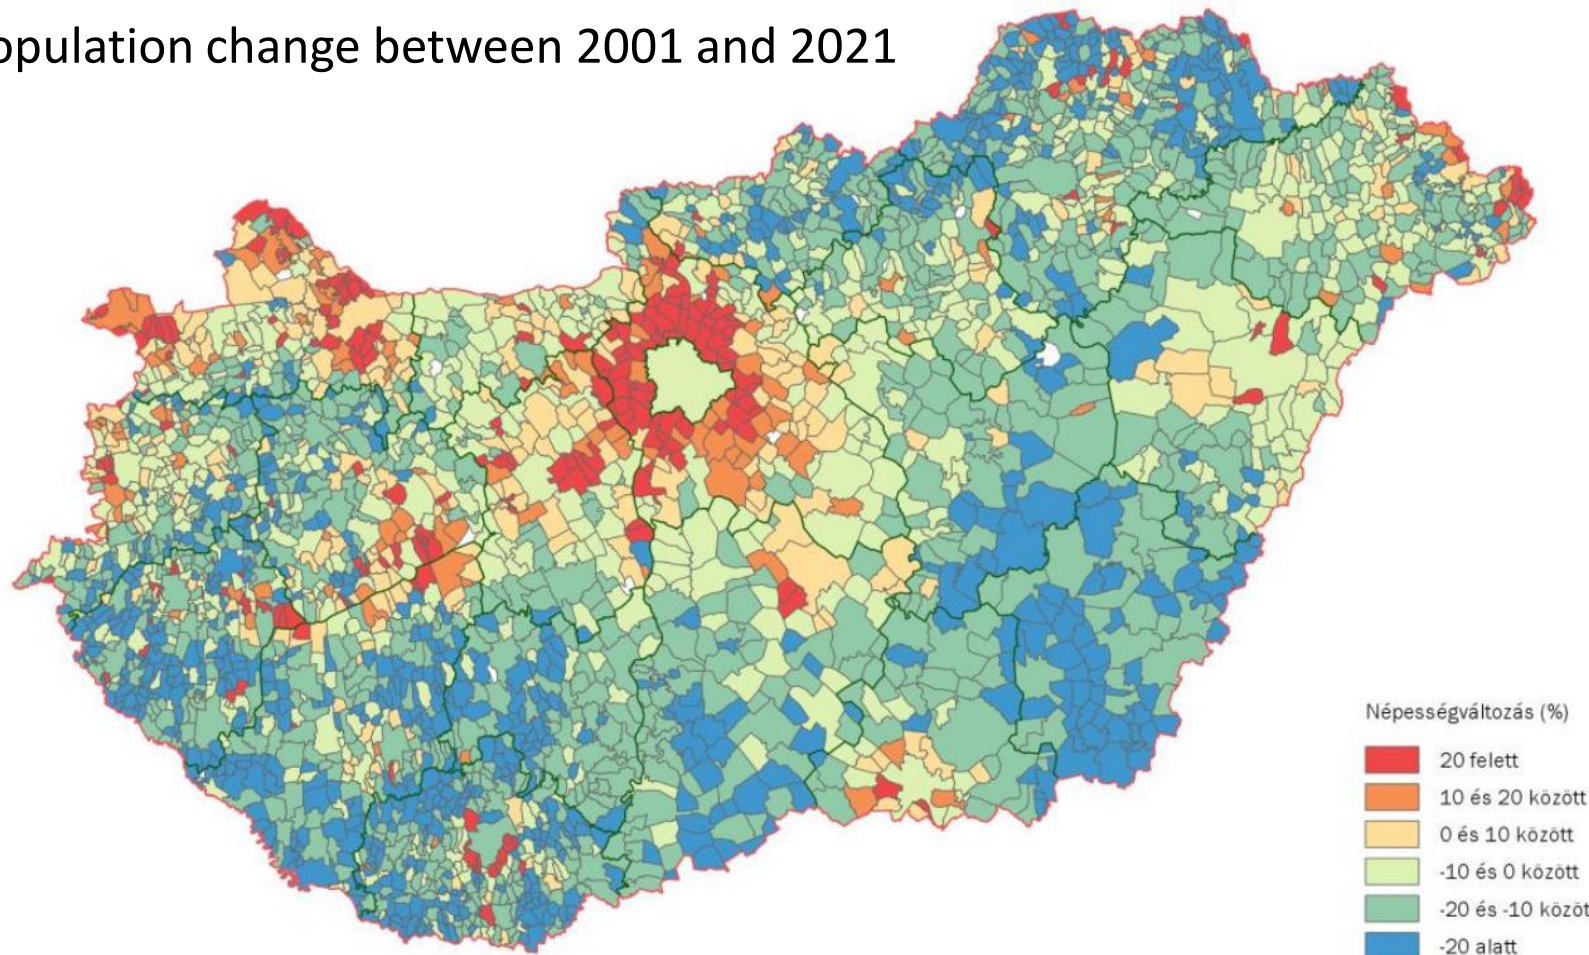 opulation change between 2001 and 2021
Népességváltozás (%)
20 felett
10 és 20 között
0 és 10 között
-10 és 0 között
-20 és -10 közöt
-20 alatt